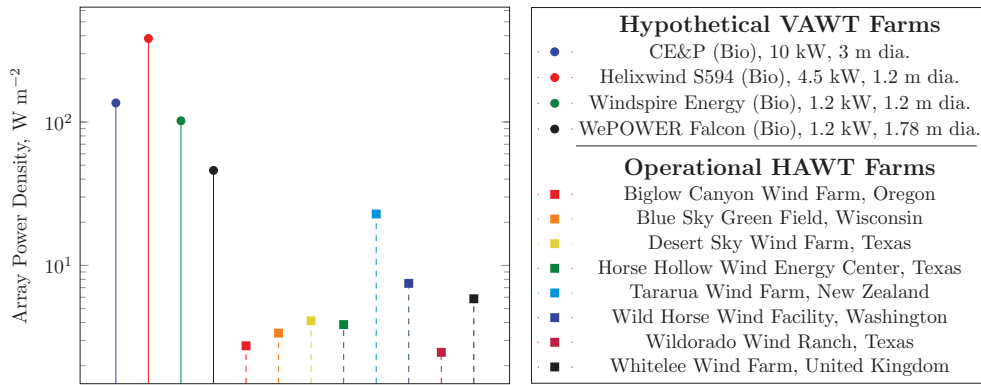 Array Power Density, W m⁻²
10²
10¹
Hypothetical VAWT Farms
CE&P (Bio), 10 kW, 3 m dia.
Helixwind S594 (Bio), 4.5 kW, 1.2 m dia.
Windspire Energy (Bio), 1.2 kW, 1.2 m dia.
WePOWER Falcon (Bio), 1.2 kW, 1.78 m dia.
Operational HAWT Farms
Biglow Canyon Wind Farm, Oregon
Blue Sky Green Field, Wisconsin
Desert Sky Wind Farm, Texas
Horse Hollow Wind Energy Center, Texas
Tararua Wind Farm, New Zealand
Wild Horse Wind Facility, Washington
Wildorado Wind Ranch, Texas
Whitelee Wind Farm, United Kingdom